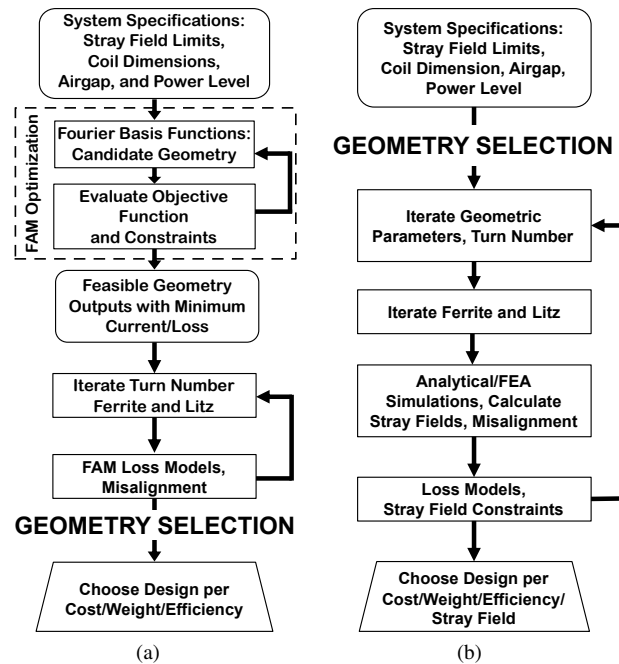 System Specifications:
Stray Field Limits,
Coil Dimensions,
Airgap, and Power Level
FAM Optimization
Fourier Basis Functions:
Candidate Geometry
Evaluate Objective
Function
and Constraints
Feasible Geometry
Outputs with Minimum
Current/Loss
Iterate Turn Number
Ferrite and Litz
FAM Loss Models,
Misalignment
GEOMETRY SELECTION
Choose Design per
Cost/Weight/Efficiency
(a)
System Specifications:
Stray Field Limits,
Coil Dimension, Airgap,
Power Level
GEOMETRY SELECTION
Iterate Geometric
Parameters, Turn Number
Iterate Ferrite and Litz
Analytical/FEA
Simulations, Calculate
Stray Fields, Misalignment
Loss Models,
Stray Field Constraints
Choose Design per
Cost/Weight/Efficiency/
Stray Field
(b)